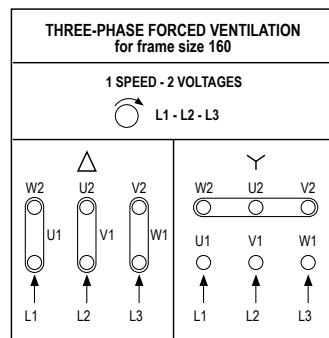 THREE-PHASE FORCED VENTILATION
for frame size 160
1 SPEED - 2 VOLTAGES
L1 - L2 - L3
W2 U2 V2
U1 V1 W1
L1 L2 L3
W2 U2 V2
U1 V1 W1
L1 L2 L3